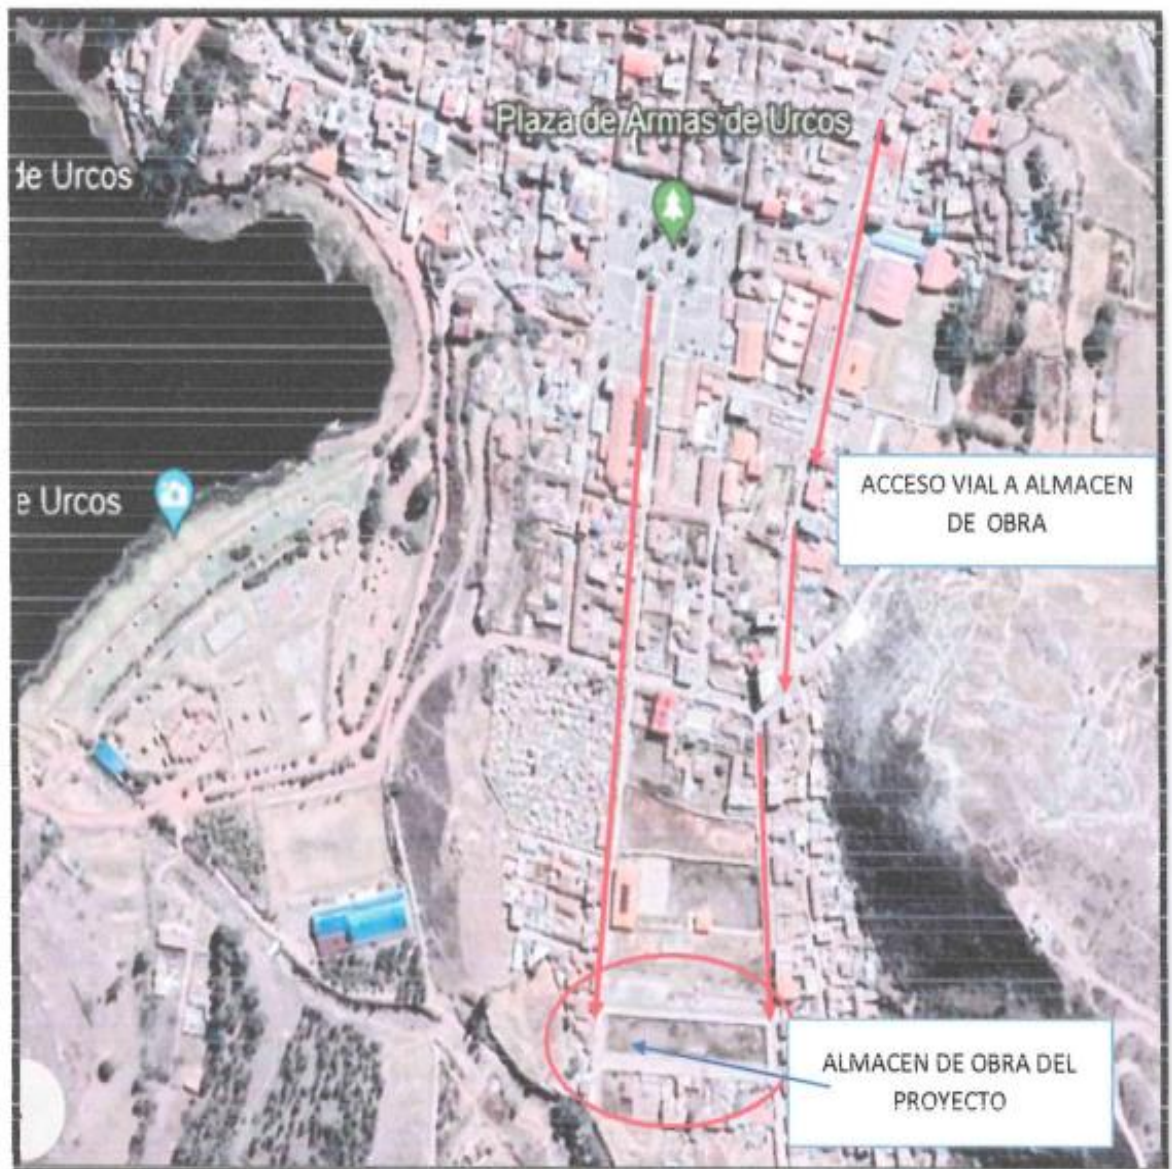 Plaza de Armas de Urcos
de Urcos
e Urcos
ACCESO VIAL A ALMACEN
DE OBRA
ALMACEN DE OBRA DEL
PROYECTO